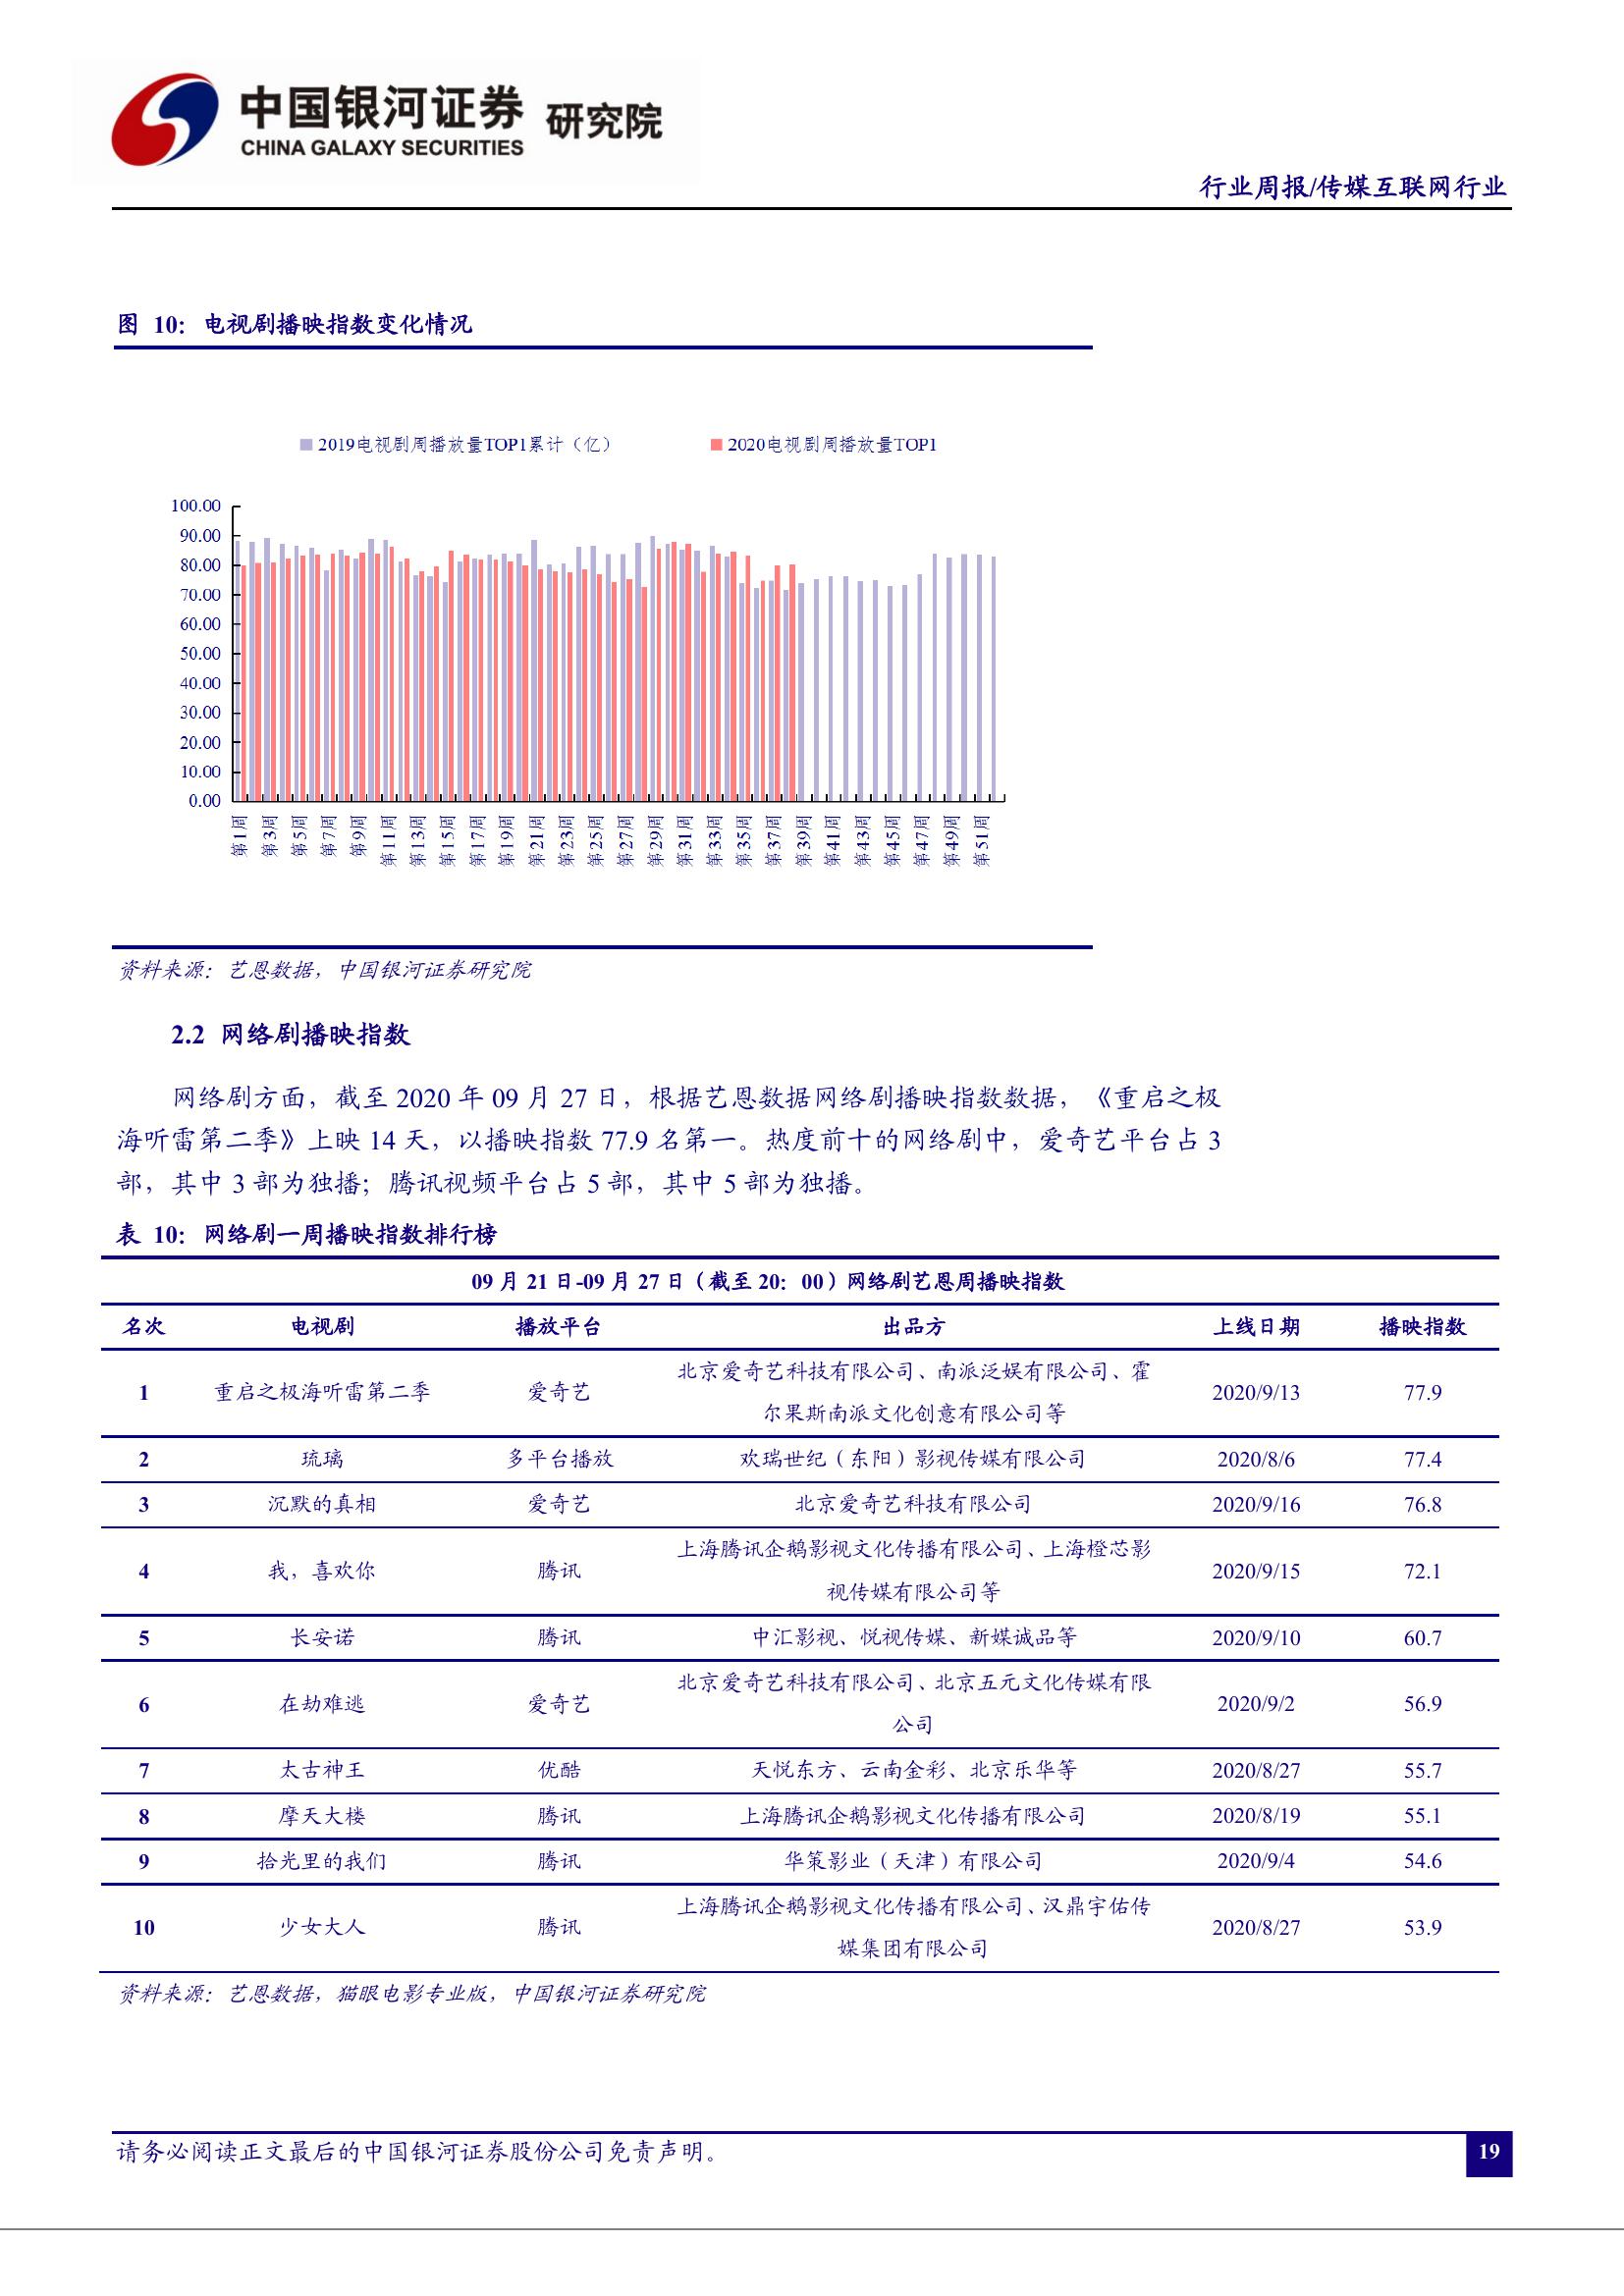 中国银河证券 研究院
CHINA GALAXY SECURITIES
行业周报/传媒互联网行业
图 10：电视剧播映指数变化情况
2019电视剧周播放量TOP1累计（亿） 2020电视剧周播放量TOP1
100.00
90.00
80.00
70.00
60.00
50.00
40.00
30.00
20.00
10.00
0.00
第1周 第3周 第5周 第7周 第9周 第11周 第13周 第15周 第17周 第19周 第21周 第23周 第25周 第27周 第29周 第31周 第33周 第35周 第37周 第39周 第41周 第43周 第45周 第47周 第49周 第51周
资料来源：艺恩数据，中国银河证券研究院
2.2 网络剧播映指数
网络剧方面，截至 2020 年 09 月 27 日，根据艺恩数据网络剧播映指数数据，《重启之极
海听雷第二季》上映 14 天，以播映指数 77.9 名第一。热度前十的网络剧中，爱奇艺平台占 3
部，其中 3 部为独播；腾讯视频平台占 5 部，其中 5 部为独播。
表 10：网络剧一周播映指数排行榜
09 月 21 日-09 月 27 日（截至 20：00）网络剧艺恩周播映指数
名次 电视剧 播放平台 出品方 上线日期 播映指数
北京爱奇艺科技有限公司、南派泛娱有限公司、霍
1 重启之极海听雷第二季 爱奇艺 2020/9/13 77.9
尔果斯南派文化创意有限公司等
2 琉璃 多平台播放 欢瑞世纪（东阳）影视传媒有限公司 2020/8/6 77.4
3 沉默的真相 爱奇艺 北京爱奇艺科技有限公司 2020/9/16 76.8
上海腾讯企鹅影视文化传播有限公司、上海橙芯影
4 我，喜欢你 腾讯 2020/9/15 72.1
视传媒有限公司等
5 长安诺 腾讯 中汇影视、悦视传媒、新媒诚品等 2020/9/10 60.7
北京爱奇艺科技有限公司、北京五元文化传媒有限
6 在劫难逃 爱奇艺 2020/9/2 56.9
公司
7 太古神王 优酷 天悦东方、云南金彩、北京乐华等 2020/8/27 55.7
8 摩天大楼 腾讯 上海腾讯企鹅影视文化传播有限公司 2020/8/19 55.1
9 拾光里的我们 腾讯 华策影业（天津）有限公司 2020/9/4 54.6
上海腾讯企鹅影视文化传播有限公司、汉鼎宇佑传
10 少女大人 腾讯 2020/8/27 53.9
媒集团有限公司
资料来源：艺恩数据，猫眼电影专业版，中国银河证券研究院
请务必阅读正文最后的中国银河证券股份公司免责声明。
19